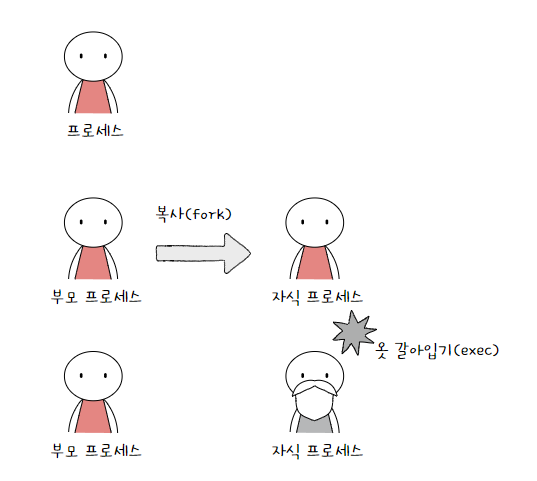 프로세스
복사(fork)
부모 프로세스
자식 프로세스
옷 갈아입기(exec)
부모 프로세스
자식 프로세스